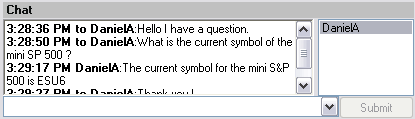 Chat
3:28:36 PM to DanielA:Hello I have a question.
3:28:50 PM to DanielA:What is the current symbol of the
mini SP 500 ?
3:29:17 PM DanielA:The current symbol for the mini S&P
500 is ESU6
3:29:27 PM to DanielA:Thank you !
DanielA
Submit